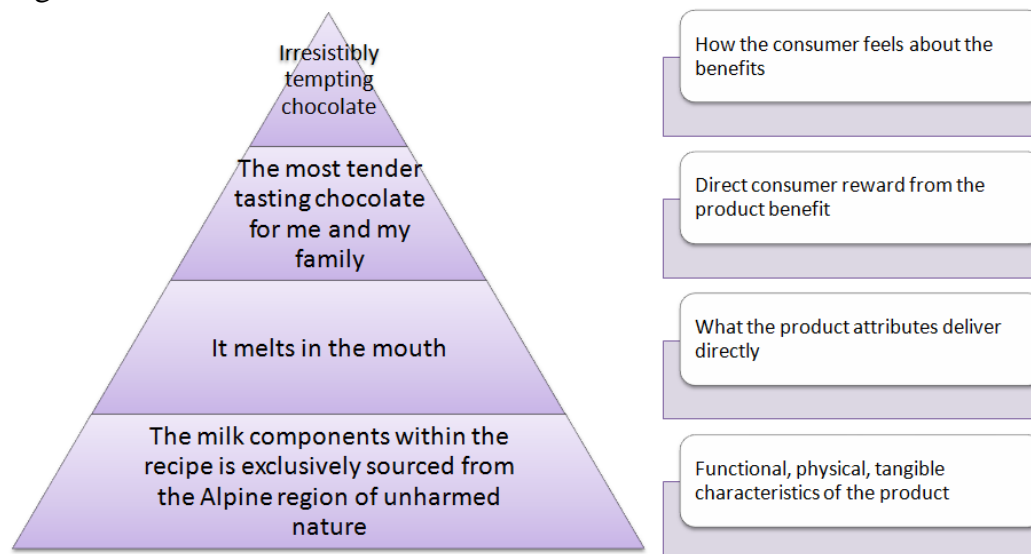 Irresistibly
tempting
chocolate
How the consumer feels about the
benefits
The most tender
tasting chocolate
for me and my
family
Direct consumer reward from the
product benefit
It melts in the mouth
What the product attributes deliver
directly
The milk components within the
recipe is exclusively sourced from
the Alpine region of unharmed
nature
Functional, physical, tangible
characteristics of the product